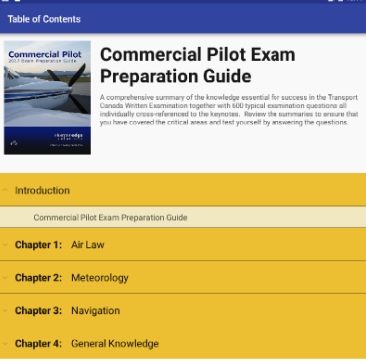 Table of Contents
Commercial Pilot
2017 Exam Preparation Guide
Commercial Pilot Exam
Preparation Guide
A comprehensive summary of the knowledge essential for success in the Transport
Canada Written Examination together with 600 typical examination questions all
individually cross-referenced to the keynotes. Review the summaries to ensure that
you have covered the critical areas and test yourself by answering the questions.
Introduction
Commercial Pilot Exam Preparation Guide
Chapter 1: Air Law
Chapter 2: Meteorology
Chapter 3: Navigation
Chapter 4: General Knowledge